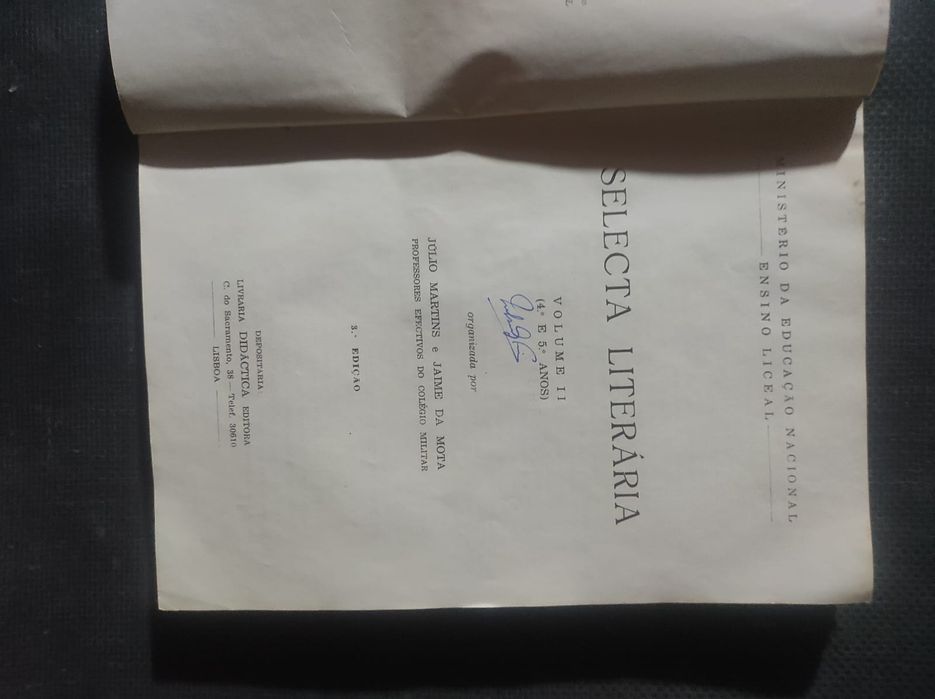 MINISTÉRIO DA EDUCAÇÃO NACIONAL
ENSINO LICEAL
SELECTA LITERÁRIA
VOLUME II
(4.º E 5.º ANOS)
organizada por
JÚLIO MARTINS e JAIME DA MOTA
PROFESSORES EFECTIVOS DO COLÉGIO MILITAR
3.ª EDIÇÃO
DEPOSITÁRIA:
LIVRARIA DIDÁCTICA EDITORA
C. do Sacramento, 38 — Telef. 30610
LISBOA